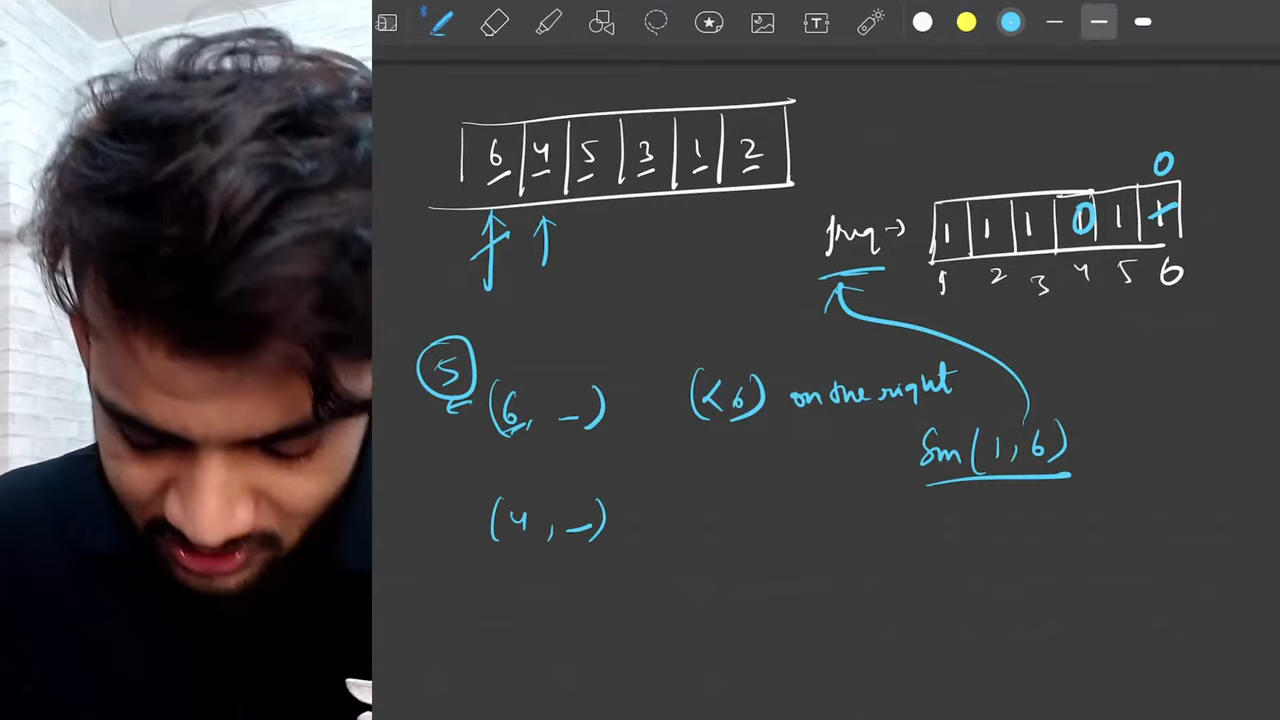 6 4 5 3 1 2
0
freq → 1 1 1 0 1 1
1 2 3 4 5 6
5
(6, _) (< 6) on the right
Sum (1, 6)
(4, _)